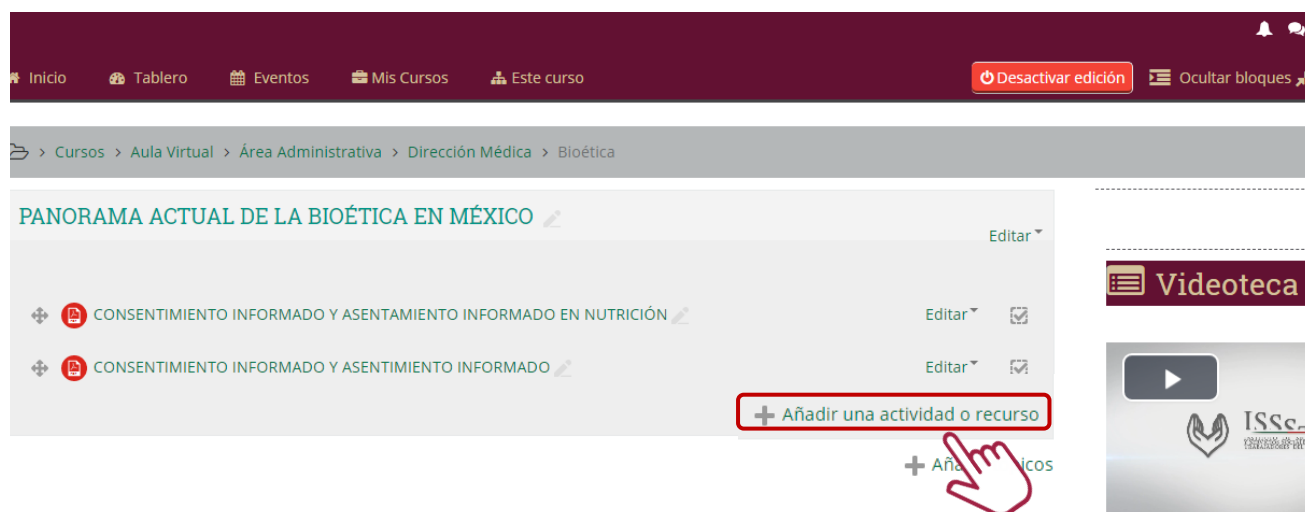 Inicio Tablero Eventos Mis Cursos Este curso Desactivar edición Ocultar bloques
> Cursos > Aula Virtual > Área Administrativa > Dirección Médica > Bioética
PANORAMA ACTUAL DE LA BIOÉTICA EN MÉXICO
Editar
Videoteca
CONSENTIMIENTO INFORMADO Y ASENTAMIENTO INFORMADO EN NUTRICIÓN Editar
CONSENTIMIENTO INFORMADO Y ASENTIMIENTO INFORMADO Editar
Añadir una actividad o recurso